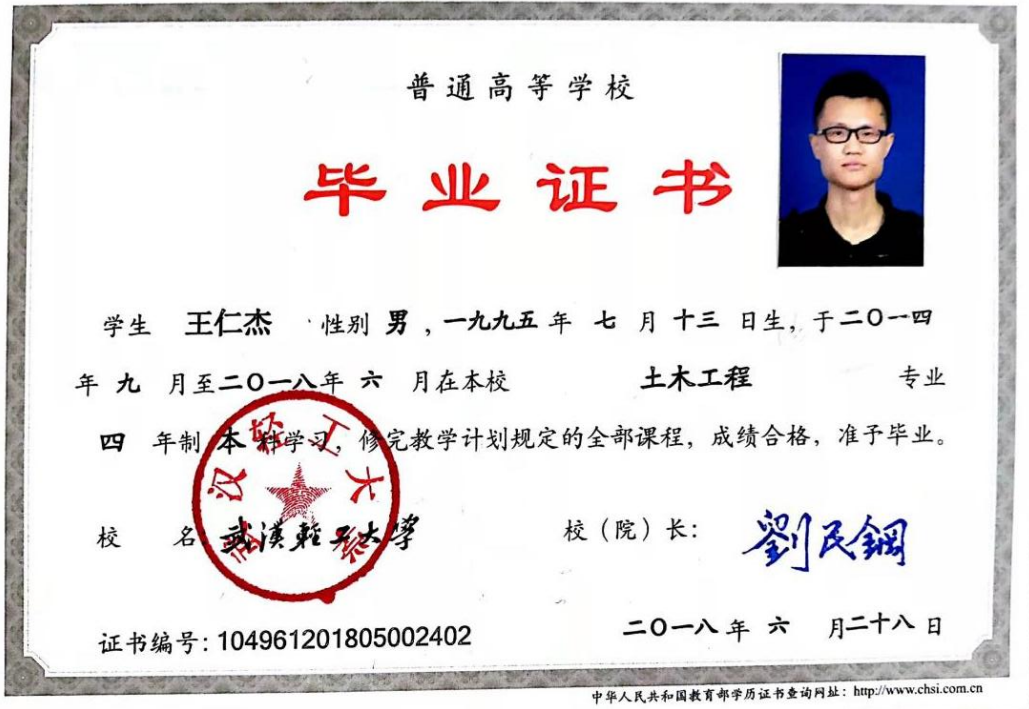 普通高等学校
毕业证书
学生 王仁杰 性别 男 ，一九九五 年 七 月 十三 日生，于二〇一四
年 九 月至二〇一八年 六 月在本校 土木工程 专业
四 年制 本 科学习，修完教学计划规定的全部课程，成绩合格，准予毕业。
武汉轻工大学
校 名：武漢輕工大學 校（院）长：劉民鋼
证书编号：104961201805002402 二〇一八 年 六 月二十八 日
中华人民共和国教育部学历证书查询网址：http://www.chsi.com.cn